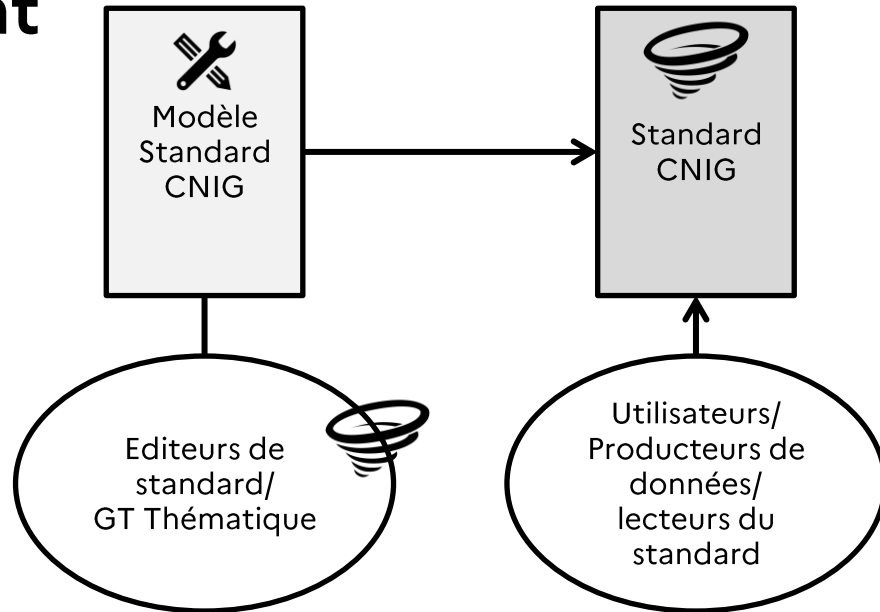 nt
Modèle
Standard
CNIG
Standard
CNIG
Editeurs de
standard/
GT Thématique
Utilisateurs/
Producteurs de
données/
lecteurs du
standard